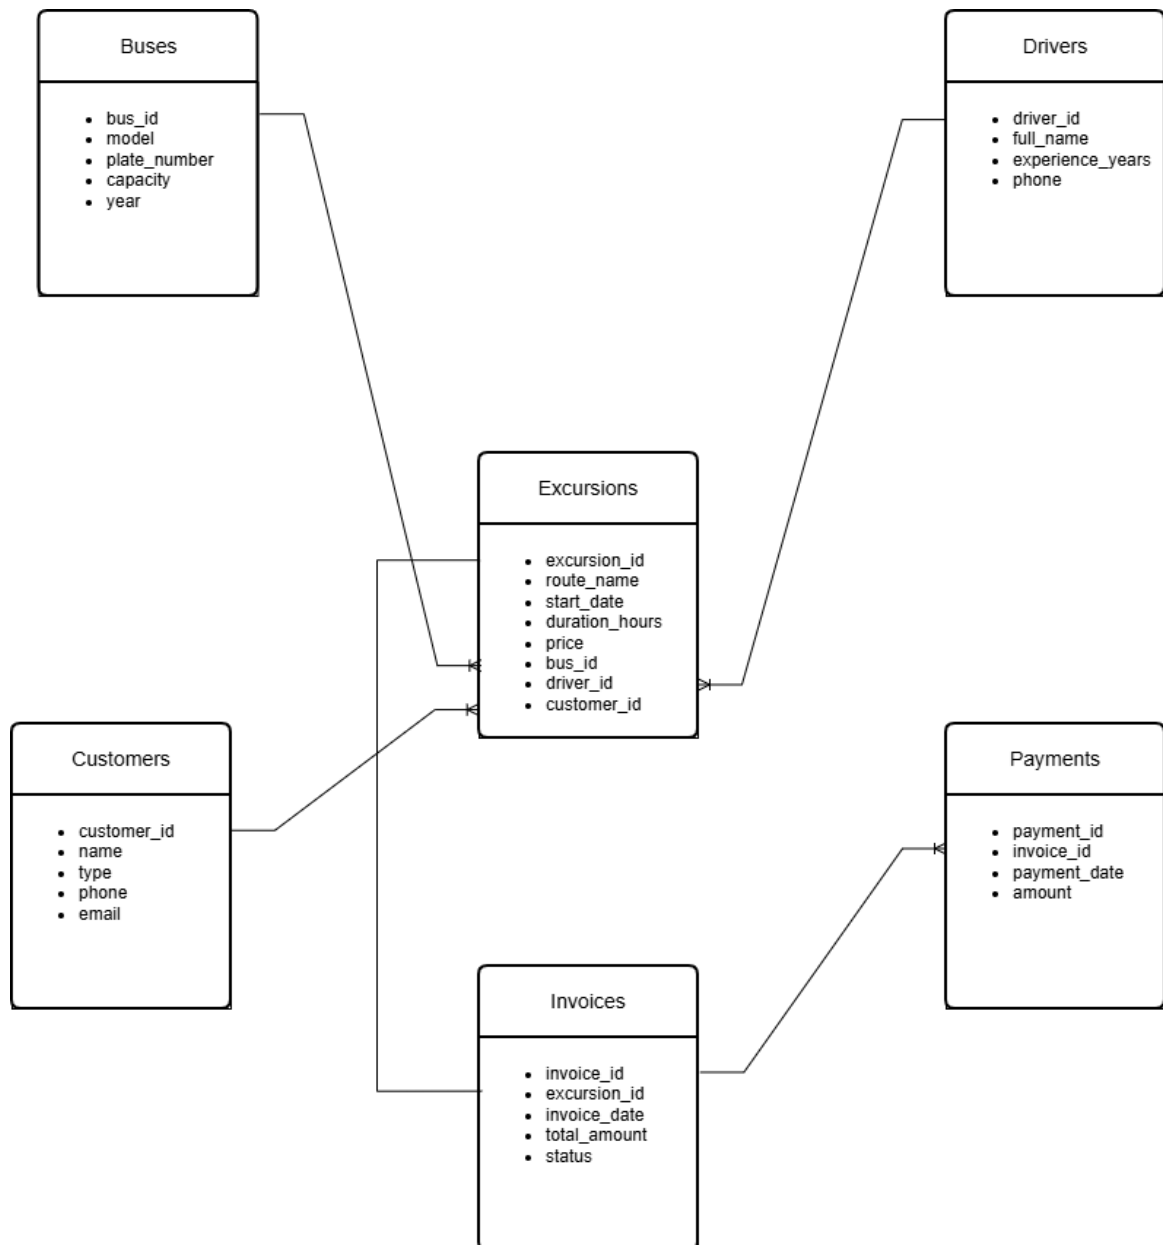 Buses
bus_id
model
plate_number
capacity
year
Drivers
driver_id
full_name
experience_years
phone
Excursions
excursion_id
route_name
start_date
duration_hours
price
bus_id
driver_id
customer_id
Customers
customer_id
name
type
phone
email
Payments
payment_id
invoice_id
payment_date
amount
Invoices
invoice_id
excursion_id
invoice_date
total_amount
status